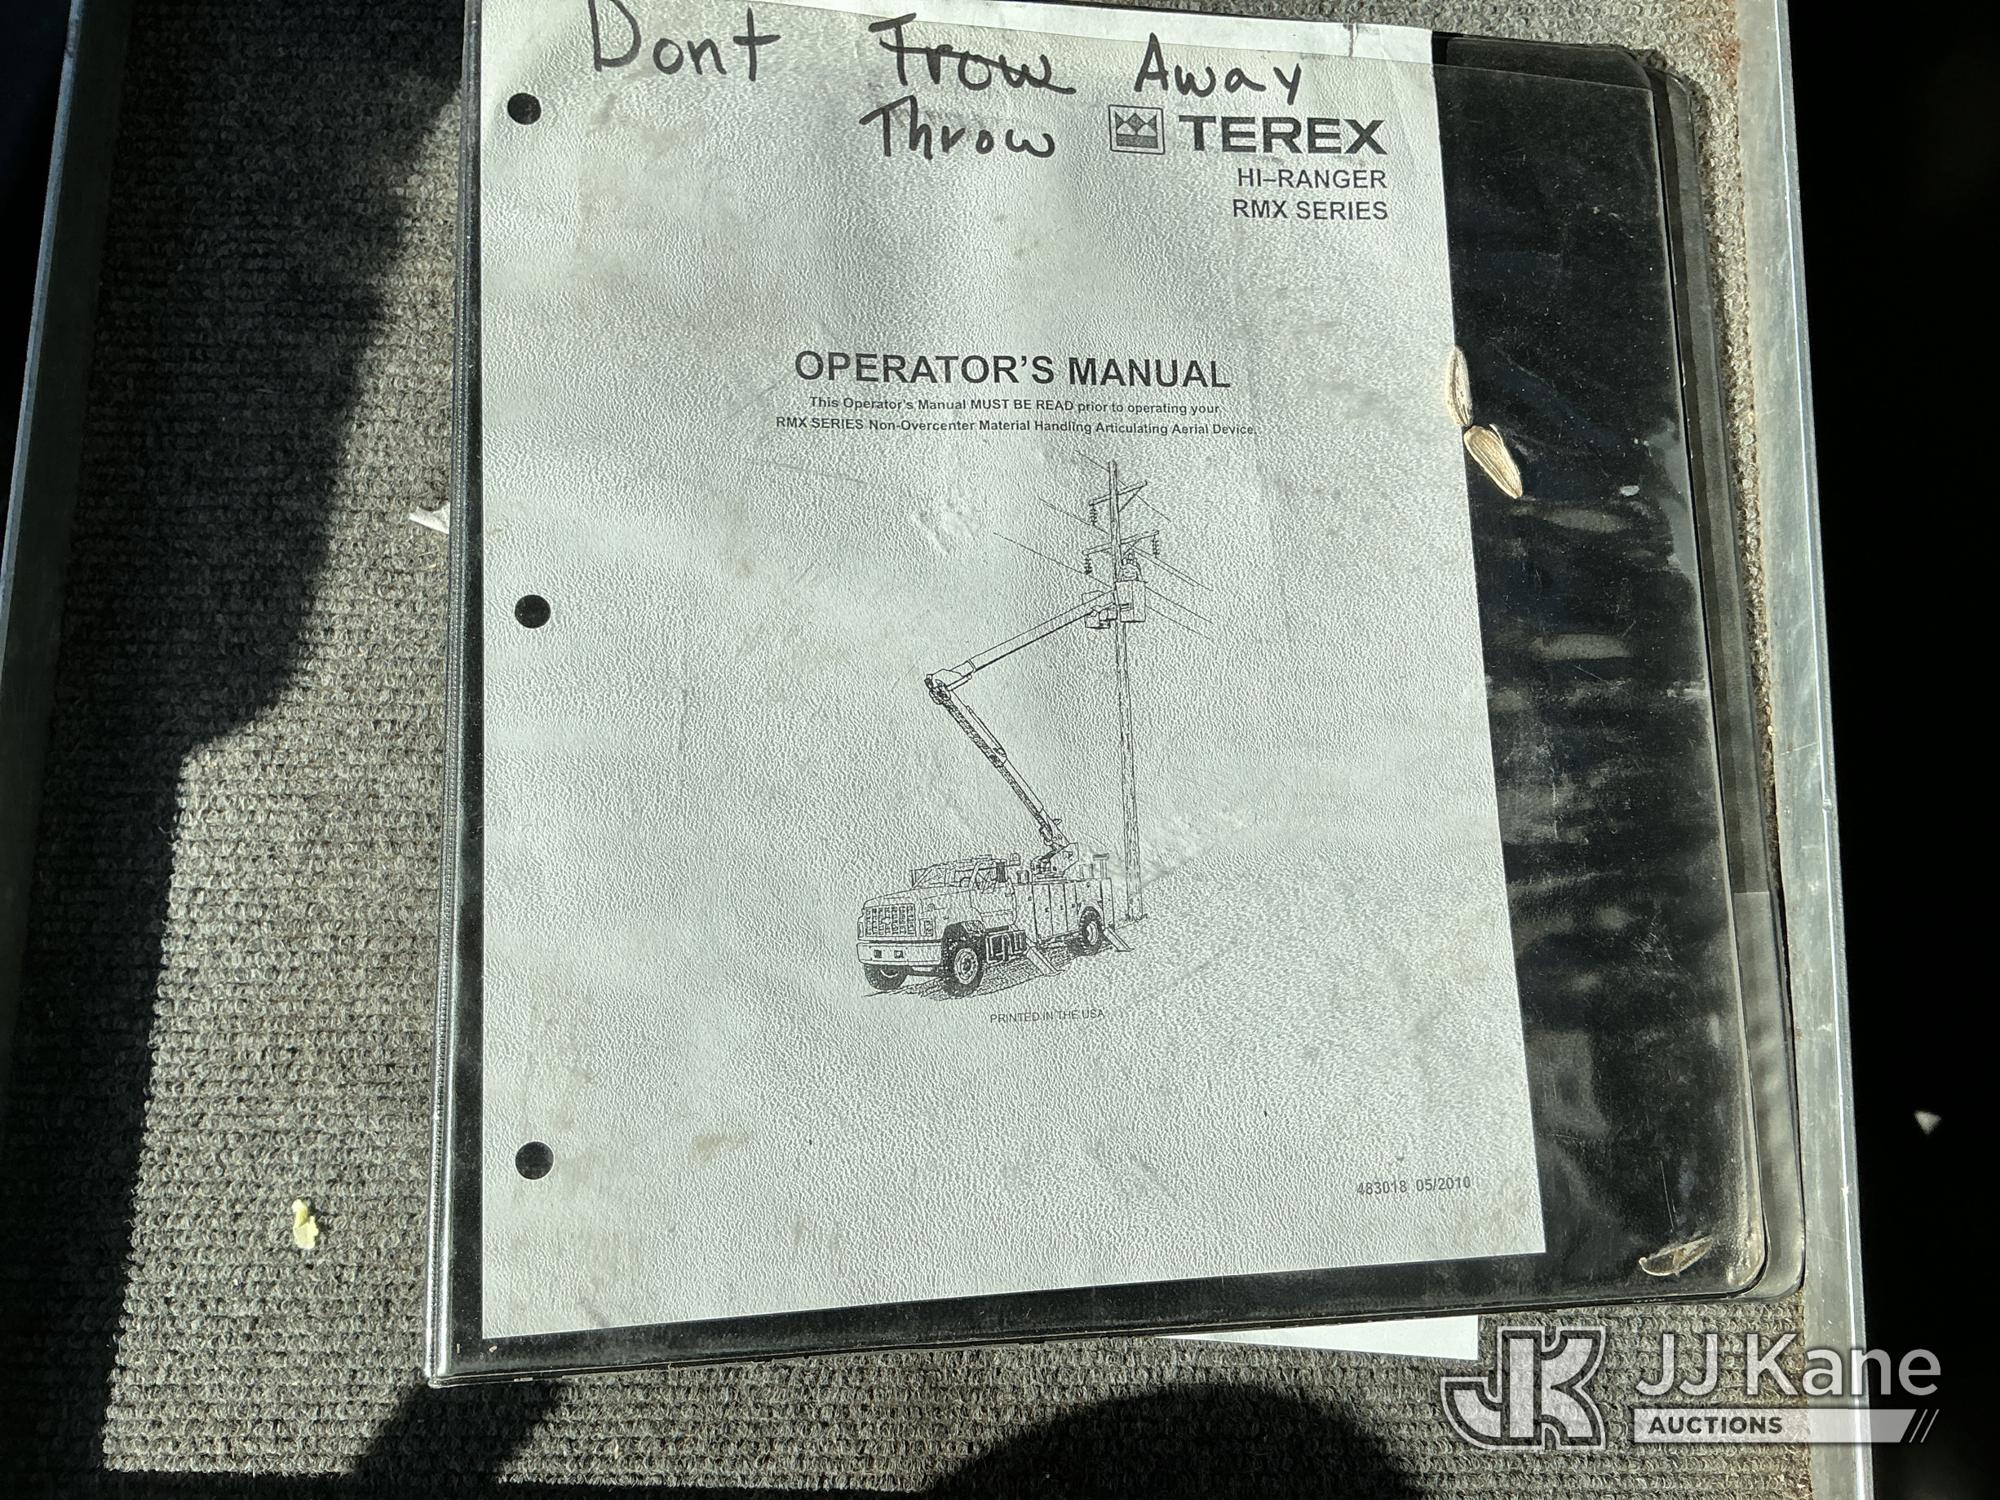 Dont Trow Away
Throw
TEREX
HI–RANGER
RMX SERIES
OPERATOR'S MANUAL
This Operator's Manual MUST BE READ prior to operating your
RMX SERIES Non-Overcenter Material Handling Articulating Aerial Device.
PRINTED IN THE USA
483018 05/2010
JK
JJ Kane
AUCTIONS